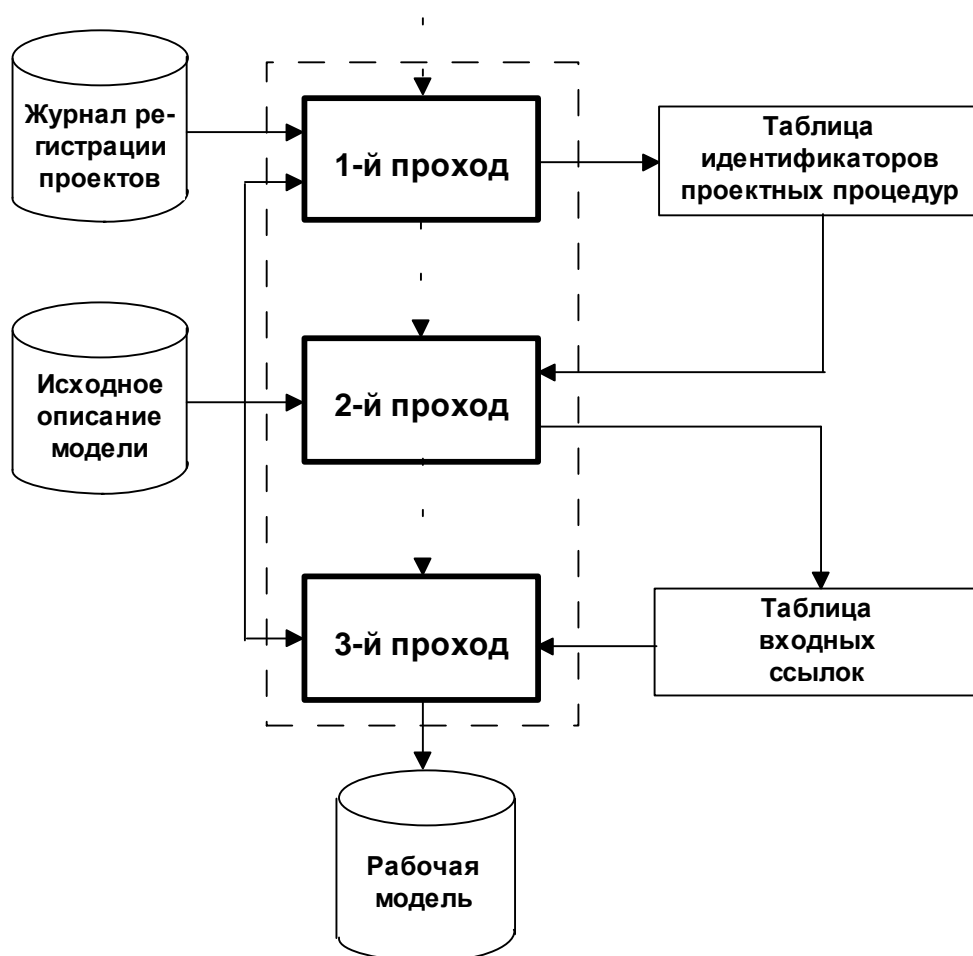 Журнал ре-
гистрации
проектов
1-й проход
Таблица
идентификаторов
проектных процедур
Исходное
описание
модели
2-й проход
3-й проход
Таблица
входных
ссылок
Рабочая
модель